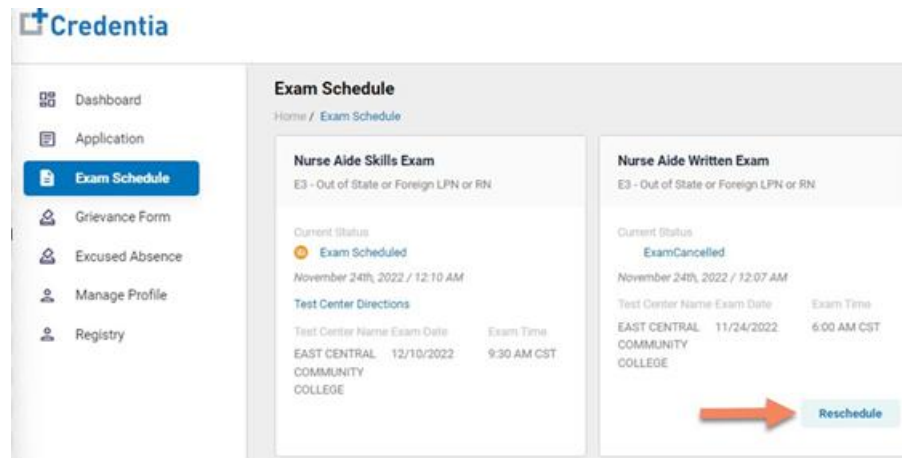 Credentia
Dashboard
Application
Exam Schedule
Grievance Form
Excused Absence
Manage Profile
Registry
Exam Schedule
Home / Exam Schedule
Nurse Aide Skills Exam
E3 - Out of State or Foreign LPN or RN
Current Status
Exam Scheduled
November 24th, 2022 / 12:10 AM
Test Center Directions
Test Center Name Exam Date Exam Time
EAST CENTRAL 12/10/2022 9:30 AM CST
COMMUNITY
COLLEGE
Nurse Aide Written Exam
E3 - Out of State or Foreign LPN or RN
Current Status
ExamCancelled
November 24th, 2022 / 12:07 AM
Test Center Name Exam Date Exam Time
EAST CENTRAL 11/24/2022 6:00 AM CST
COMMUNITY
COLLEGE
Reschedule